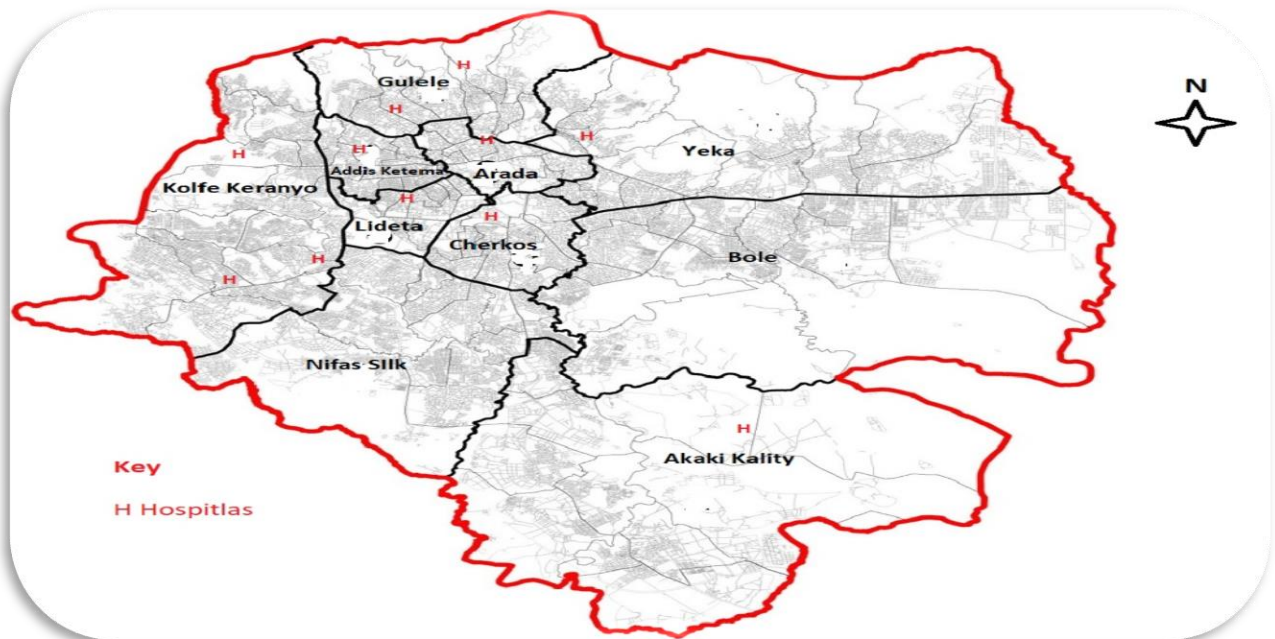 H
Gulele
N
H
H
H
H
Yeka
H
Addis Ketema
Arada
Kolfe Keranyo
H
H
LIdeta
Cherkos
Bole
H
H
Nifas SIlk
H
Akaki Kality
Key
H Hospitlas